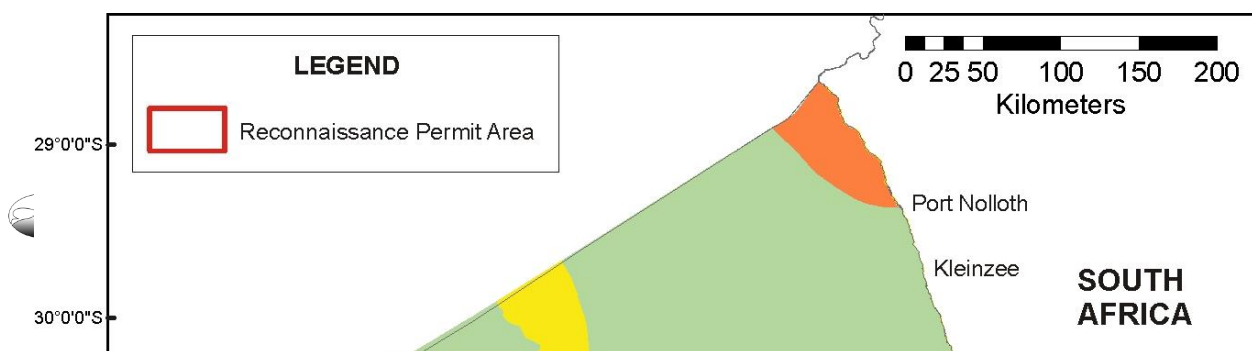 LEGEND
Reconnaissance Permit Area
0 25 50 100 150 200
Kilometers
29°0'0"S
Port Nolloth
Kleinzee
SOUTH
AFRICA
30°0'0"S